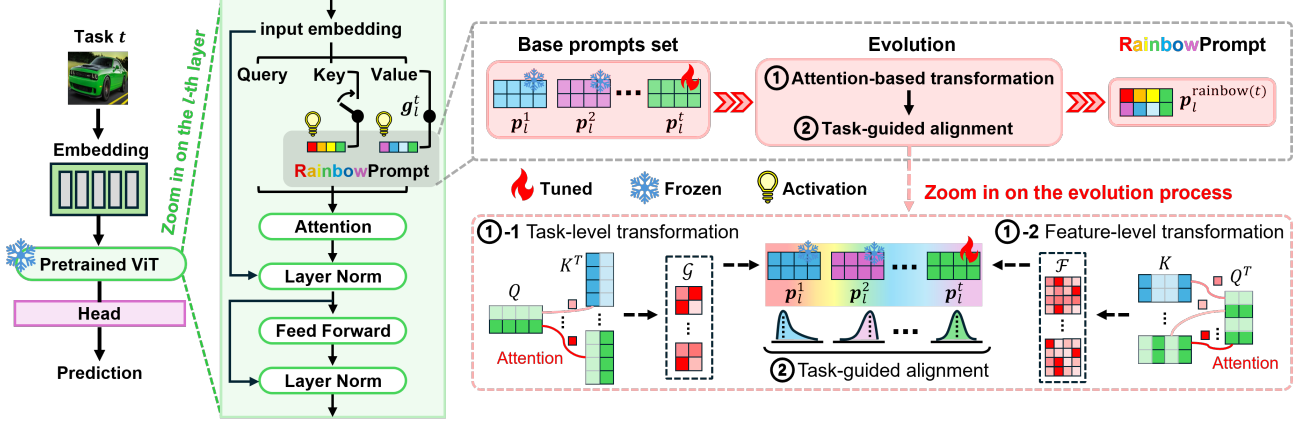 Task t
Embedding
Pretrained ViT
Head
Prediction
Zoom in on the l-th layer
input embedding
Query Key Value
g_l^t
RainbowPrompt
Attention
Layer Norm
Feed Forward
Layer Norm
Base prompts set
p_l^1 p_l^2 ... p_l^t
Evolution
① Attention-based transformation
② Task-guided alignment
RainbowPrompt
p_l^{rainbow(t)}
Tuned Frozen Activation
Zoom in on the evolution process
①-1 Task-level transformation
Q
K^T
Attention
𝒢
p_l^1 p_l^2 ... p_l^t
...
② Task-guided alignment
①-2 Feature-level transformation
ℱ
K
Q^T
Attention